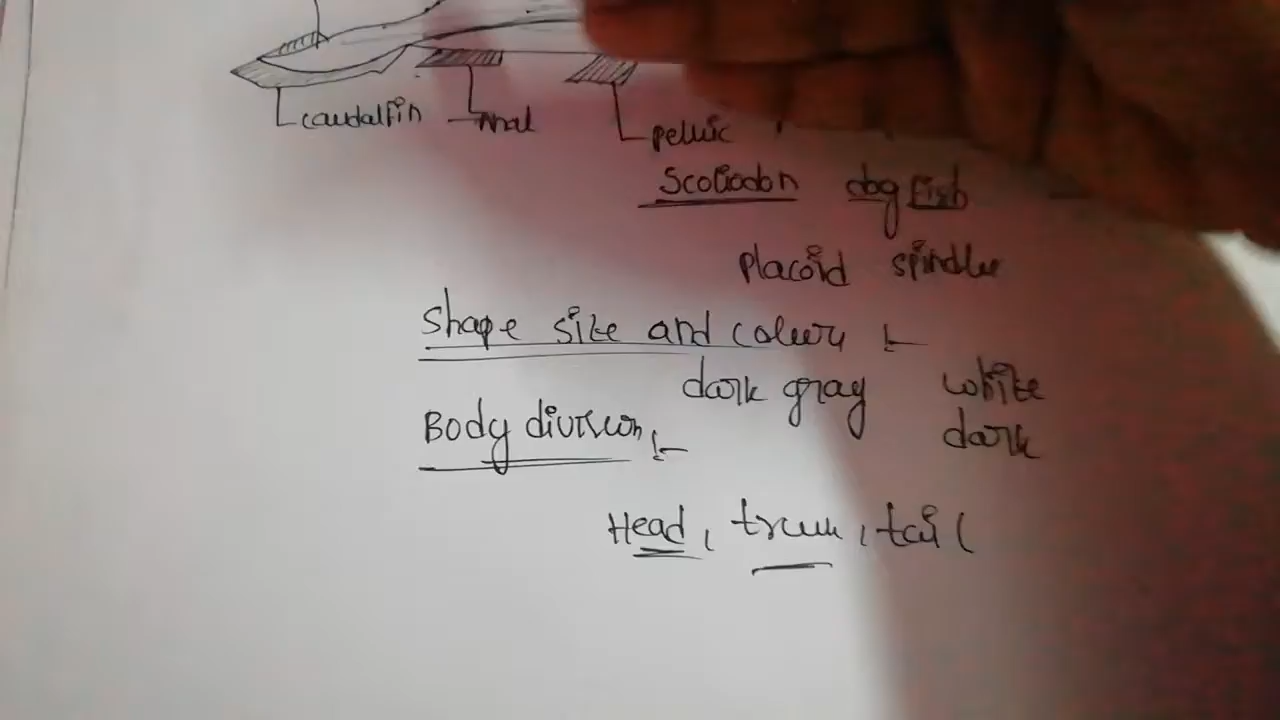 caudalfin
Anal
pelvic
Scoliodon dog fish
placoid spindle
Shape size and colour :-
dark gray white
Body division :- dark
Head, trunk, tail